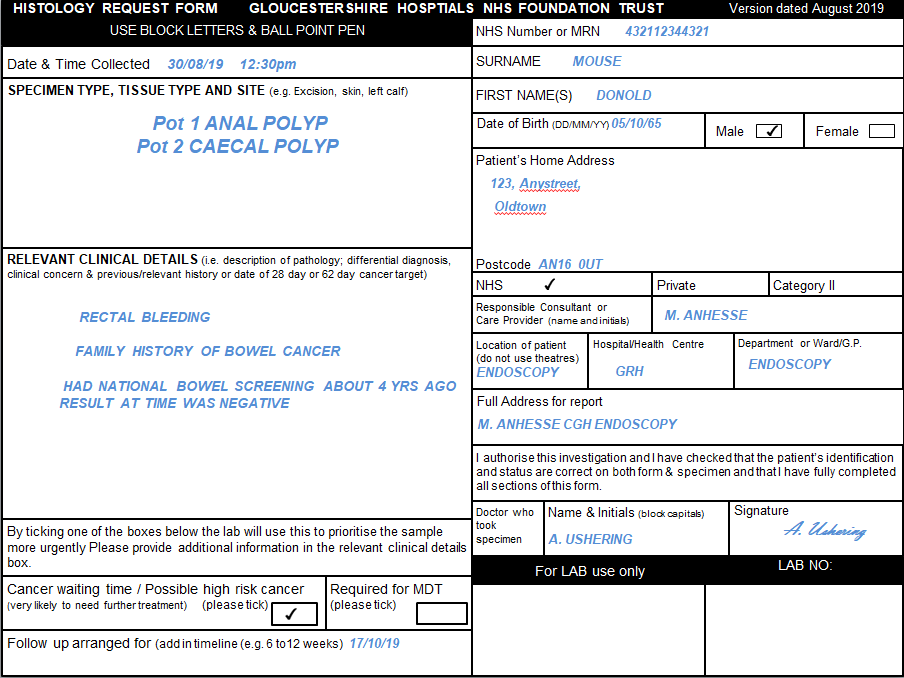 HISTOLOGY REQUEST FORM GLOUCESTERSHIRE HOSPTIALS NHS FOUNDATION TRUST Version dated August 2019
USE BLOCK LETTERS & BALL POINT PEN
Date & Time Collected 30/08/19 12:30pm
SPECIMEN TYPE, TISSUE TYPE AND SITE (e.g. Excision, skin, left calf)
Pot 1 ANAL POLYP
Pot 2 CAECAL POLYP
RELEVANT CLINICAL DETAILS (i.e. description of pathology; differential diagnosis,
clinical concern & previous/relevant history or date of 28 day or 62 day cancer target)
RECTAL BLEEDING
FAMILY HISTORY OF BOWEL CANCER
HAD NATIONAL BOWEL SCREENING ABOUT 4 YRS AGO
RESULT AT TIME WAS NEGATIVE
By ticking one of the boxes below the lab will use this to prioritise the sample
more urgently Please provide additional information in the relevant clinical details
box.
Cancer waiting time / Possible high risk cancer
(very likely to need further treatment) (please tick) ✓
Required for MDT
(please tick)
Follow up arranged for (add in timeline (e.g. 6 to12 weeks) 17/10/19
NHS Number or MRN 432112344321
SURNAME MOUSE
FIRST NAME(S) DONOLD
Date of Birth (DD/MM/YY) 05/10/65
Male ✓ Female
Patient's Home Address
123, Anystreet,
Oldtown
Postcode AN16 0UT
NHS ✓ Private Category II
Responsible Consultant or
Care Provider (name and initials)
M. ANHESSE
Location of patient
(do not use theatres)
ENDOSCOPY
Hospital/Health Centre
GRH
Department or Ward/G.P.
ENDOSCOPY
Full Address for report
M. ANHESSE CGH ENDOSCOPY
I authorise this investigation and I have checked that the patient's identification
and status are correct on both form & specimen and that I have fully completed
all sections of this form.
Doctor who
took
specimen
Name & Initials (block capitals)
A. USHERING
Signature
A. Ushering
For LAB use only LAB NO: